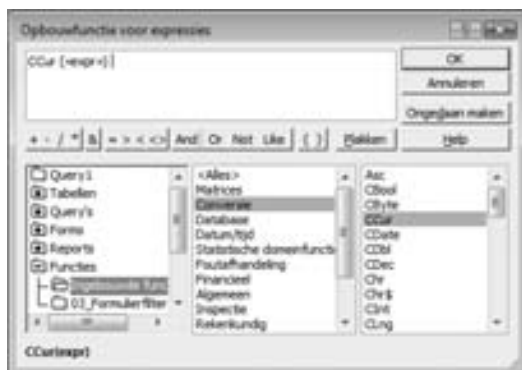 Opbouwfunctie voor expressies
CCur («expr»)
OK
Annuleren
Ongedaan maken
Help
+ - / * & = > < <> And Or Not Like ( ) Plakken
Query1
Tabellen
Query's
Forms
Reports
Functies
Ingebouwde func
03_Formulierfilter
<Alles>
Matrices
Conversie
Database
Datum/tijd
Statistische domeinfuncti
Foutafhandeling
Financieel
Algemeen
Inspectie
Rekenkundig
Asc
CBool
CByte
CCur
CDate
CDbl
CDec
Chr
Chr$
CInt
CLng
CCur(expr)